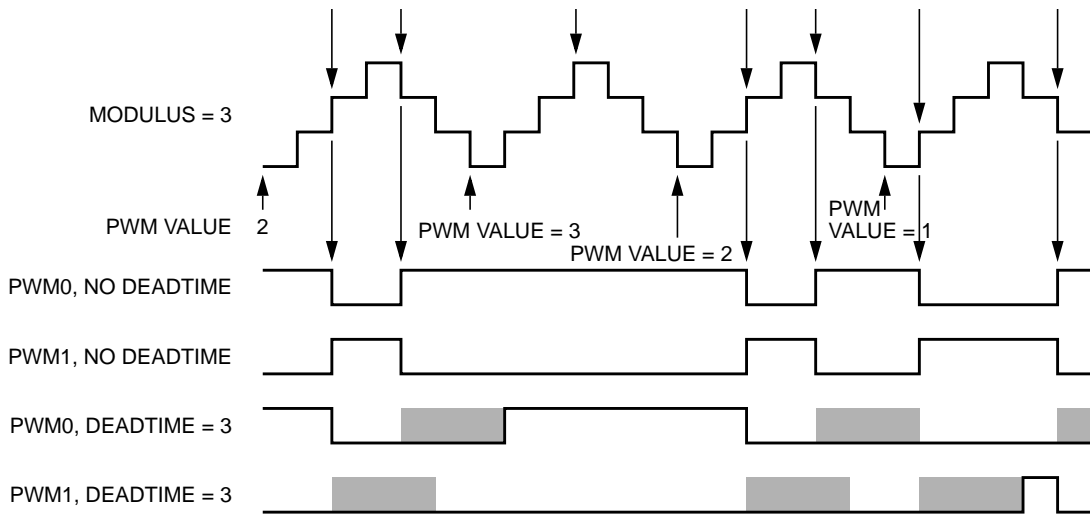 MODULUS = 3
PWM VALUE 2
PWM VALUE = 3
PWM VALUE = 2
PWM
VALUE = 1
PWM0, NO DEADTIME
PWM1, NO DEADTIME
PWM0, DEADTIME = 3
PWM1, DEADTIME = 3